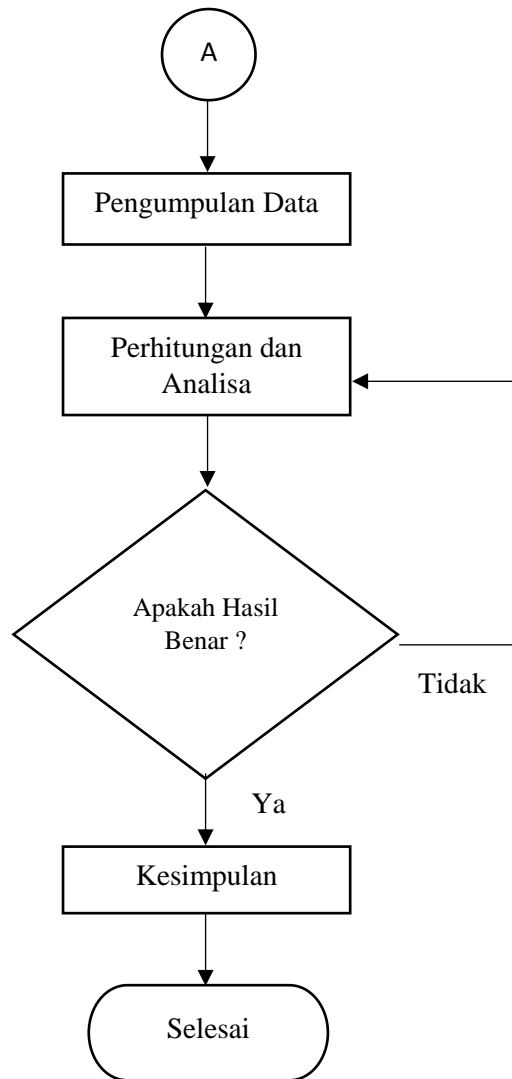 A
Pengumpulan Data
Perhitungan dan
Analisa
Apakah Hasil
Benar ?
Tidak
Ya
Kesimpulan
Selesai